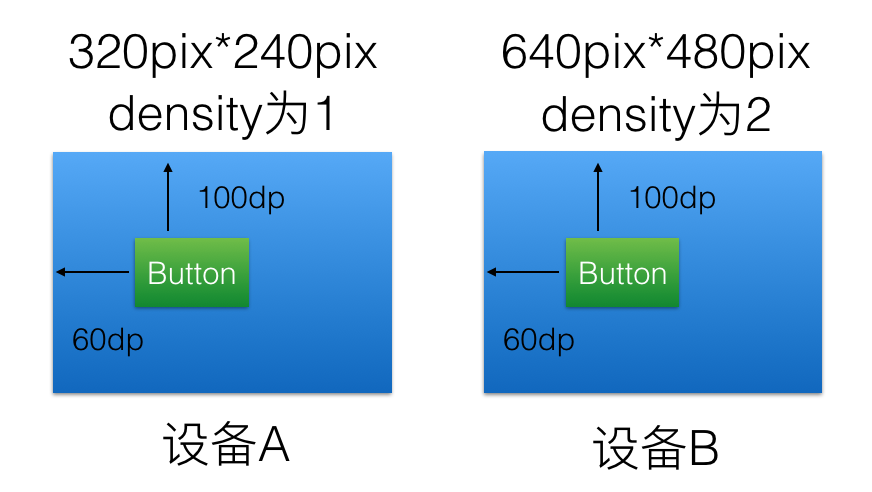 320pix*240pix
density为1
100dp
Button
60dp
设备A
640pix*480pix
density为2
100dp
Button
60dp
设备B